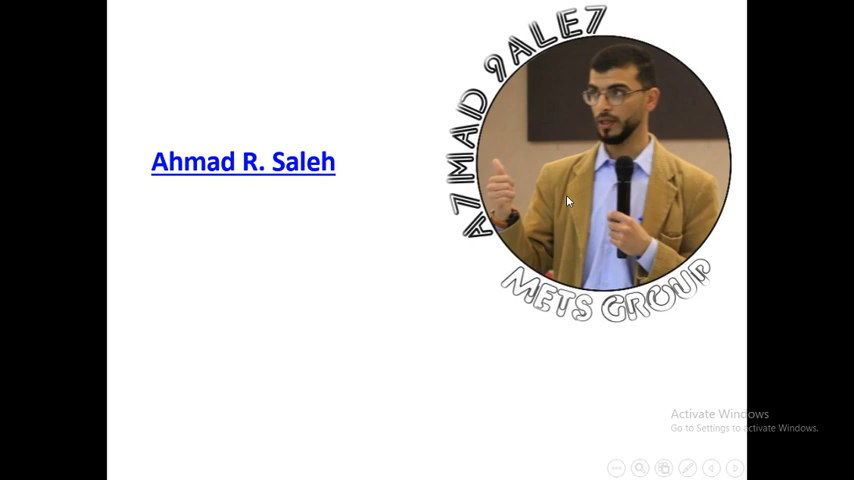 A7MAD 9ALE7
Ahmad R. Saleh
METS GROUP
Activate Windows
Go to Settings to activate Windows.